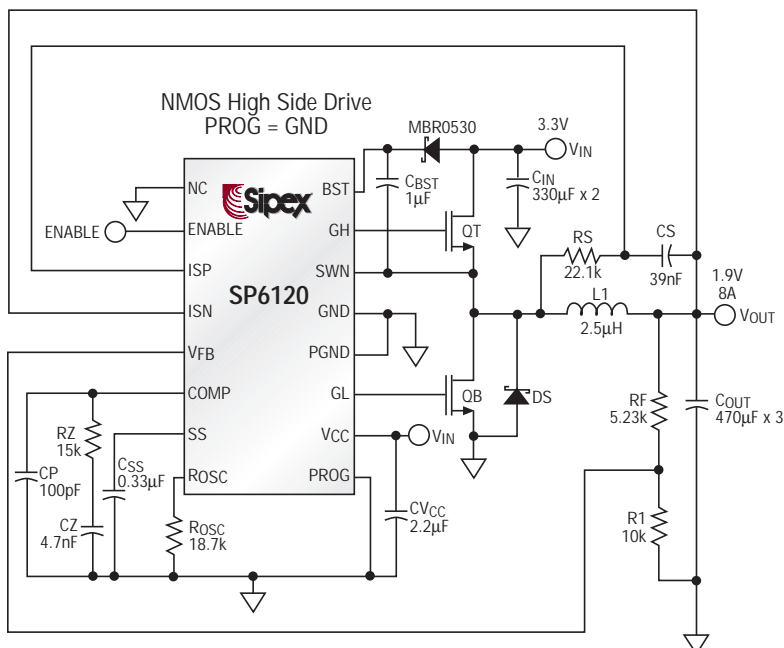 NMOS High Side Drive
PROG = GND
MBR0530
3.3V
VIN
CBST
1µF
CIN
330µF x 2
NC
Sipex
BST
ENABLE
ENABLE
GH
QT
RS
22.1k
CS
39nF
ISP
SWN
SP6120
1.9V
8A
VOUT
L1
2.5µH
ISN
GND
VFB
PGND
COMP
GL
QB
DS
RF
5.23k
COUT
470µF x 3
RZ
15k
SS
VCC
VIN
CP
100pF
CSS
0.33µF
ROSC
PROG
CZ
4.7nF
ROSC
18.7k
CVCC
2.2µF
R1
10k